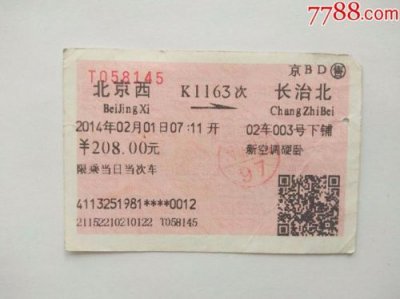 7788.com
T058145
京BD售
北京西 K1163次 长治北
BeiJingXi ChangZhiBei
2014年02月01日07:11开 02车003号下铺
¥208.00元 新空调硬卧
限乘当日当次车
97
4113251981****0012
21152210210122 T058145